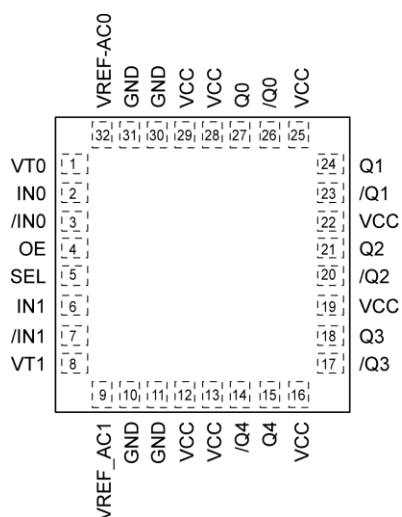 VREF-AC0
GND
GND
VCC
VCC
Q0
/Q0
VCC
32 31 30 29 28 27 26 25
VT0 1 24 Q1
IN0 2 23 /Q1
/IN0 3 22 VCC
OE 4 21 Q2
SEL 5 20 /Q2
IN1 6 19 VCC
/IN1 7 18 Q3
VT1 8 17 /Q3
9 10 11 12 13 14 15 16
VREF_AC1
GND
GND
VCC
VCC
/Q4
Q4
VCC